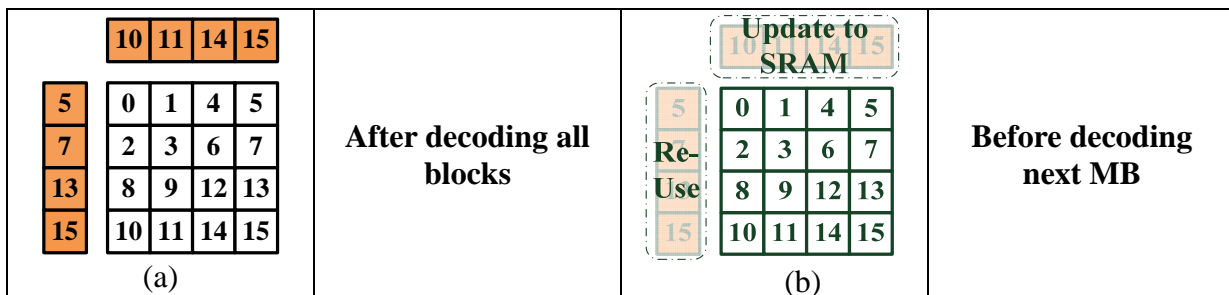 10 11 14 15
5 0 1 4 5
7 2 3 6 7
13 8 9 12 13
15 10 11 14 15
(a)
After decoding all
blocks
10 11 14 15
Update to
SRAM
5 0 1 4 5
2 3 6 7
Re-
Use
8 9 12 13
15 10 11 14 15
(b)
Before decoding
next MB